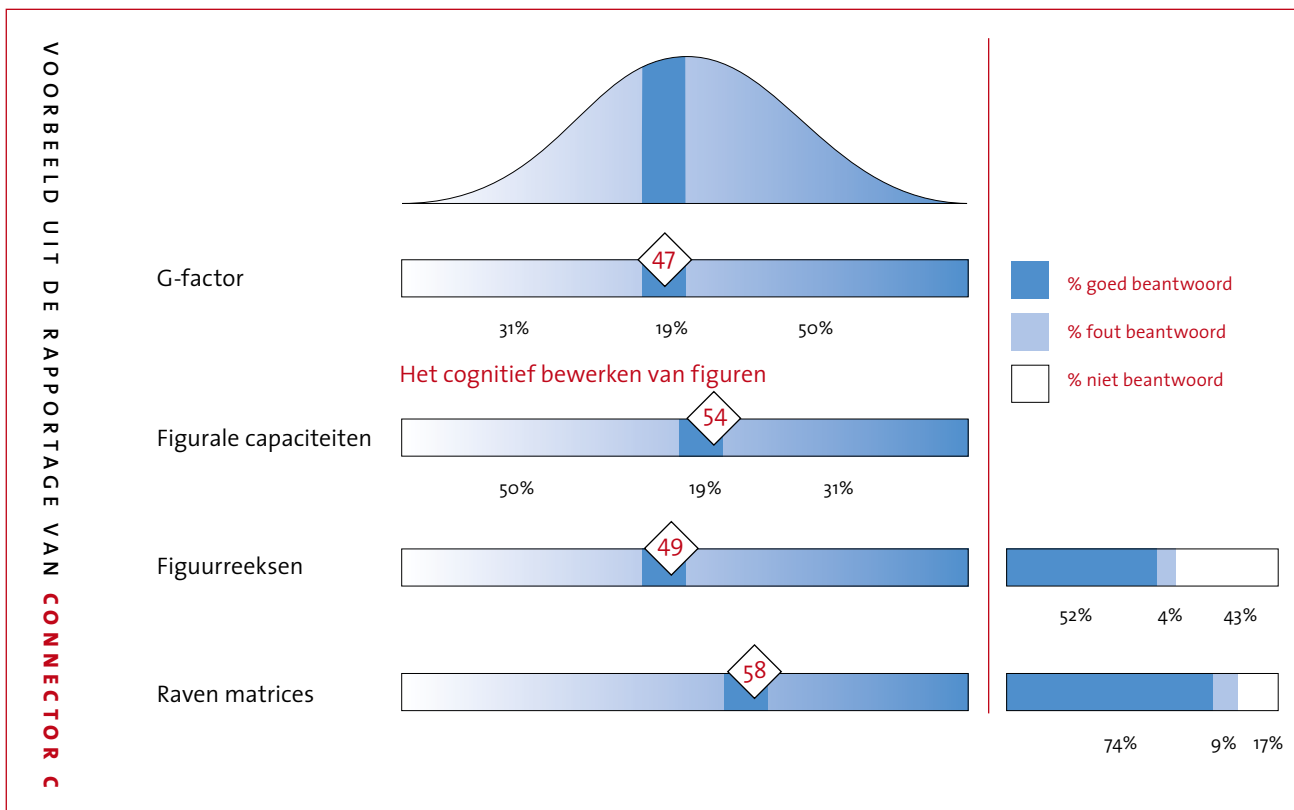 VOORBEELD UIT DE RAPPORTAGE VAN CONNECTOR C
G-factor
47
31% 19% 50%
Het cognitief bewerken van figuren
Figurale capaciteiten
54
50% 19% 31%
Figuurreeksen
49
Raven matrices
58
% goed beantwoord
% fout beantwoord
% niet beantwoord
52% 4% 43%
74% 9% 17%